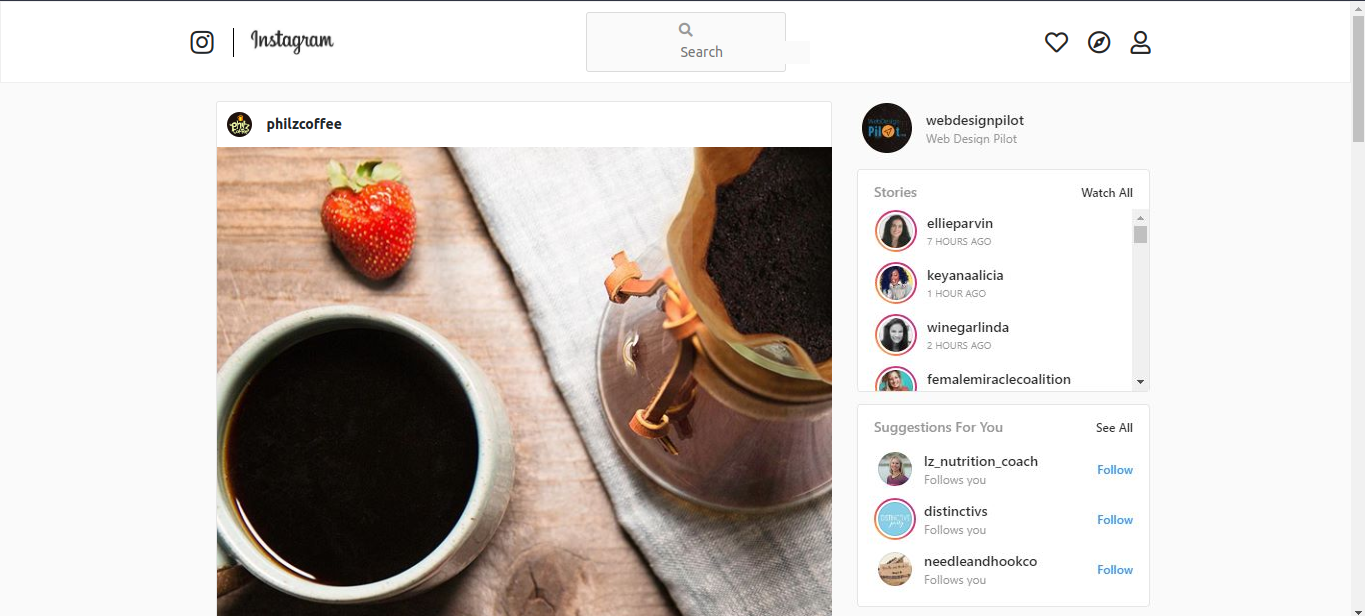 Instagram
Search
philzcoffee
webdesignpilot
Web Design Pilot
Stories Watch All
ellieparvin
7 HOURS AGO
keyanaalicia
1 HOUR AGO
winegarlinda
2 HOURS AGO
femalemiraclecoalition
Suggestions For You See All
lz_nutrition_coach
Follows you
Follow
distinctivs
Follows you
Follow
needleandhookco
Follows you
Follow